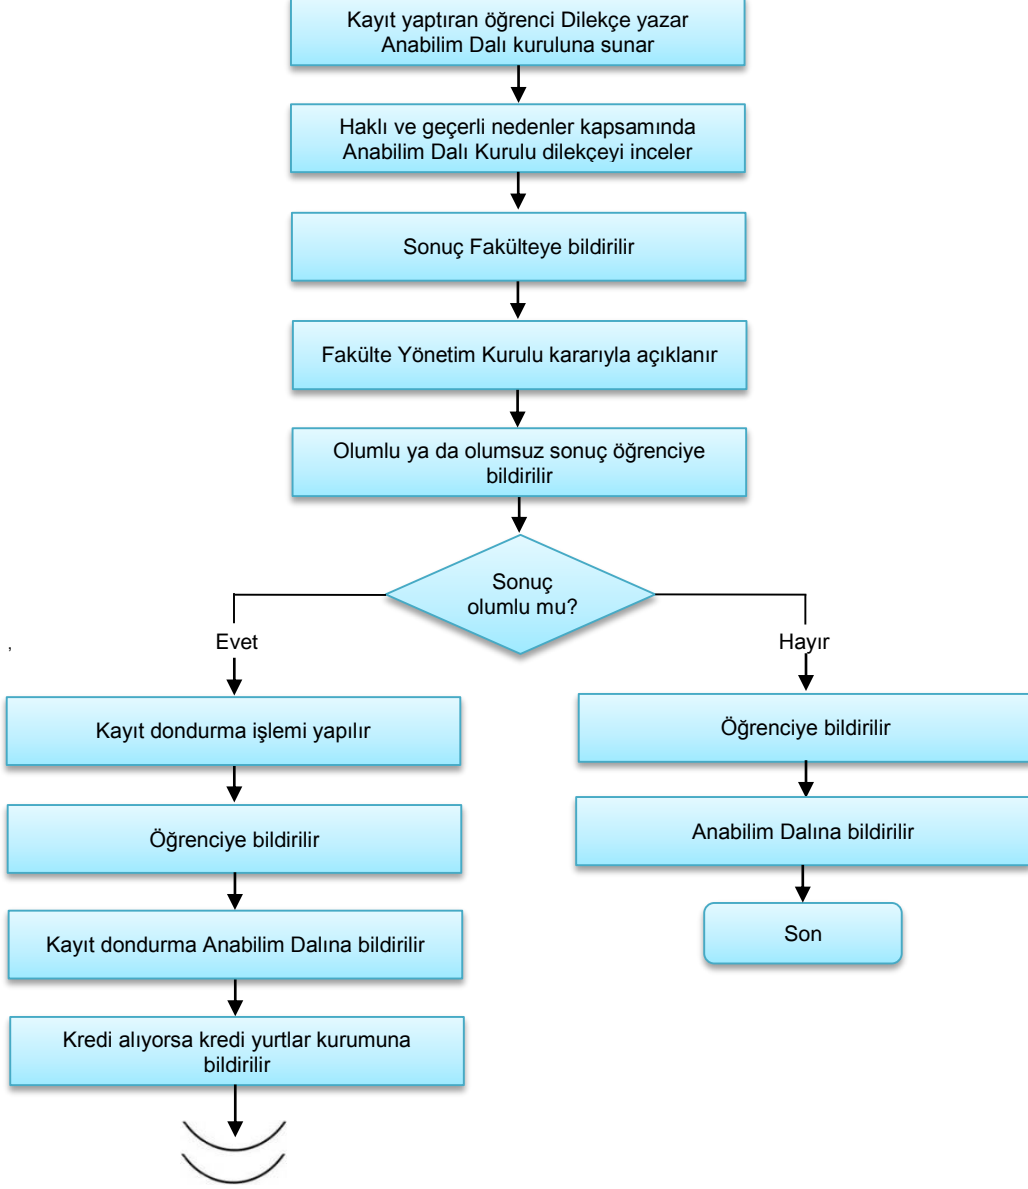 Kayıt yaptıran öğrenci Dilekçe yazar
Anabilim Dalı kuruluna sunar
Haklı ve geçerli nedenler kapsamında
Anabilim Dalı Kurulu dilekçeyi inceler
Sonuç Fakülteye bildirilir
Fakülte Yönetim Kurulu kararıyla açıklanır
Olumlu ya da olumsuz sonuç öğrenciye
bildirilir
Sonuç
olumlu mu?
,
Evet
Kayıt dondurma işlemi yapılır
Öğrenciye bildirilir
Kayıt dondurma Anabilim Dalına bildirilir
Kredi alıyorsa kredi yurtlar kurumuna
bildirilir
Hayır
Öğrenciye bildirilir
Anabilim Dalına bildirilir
Son